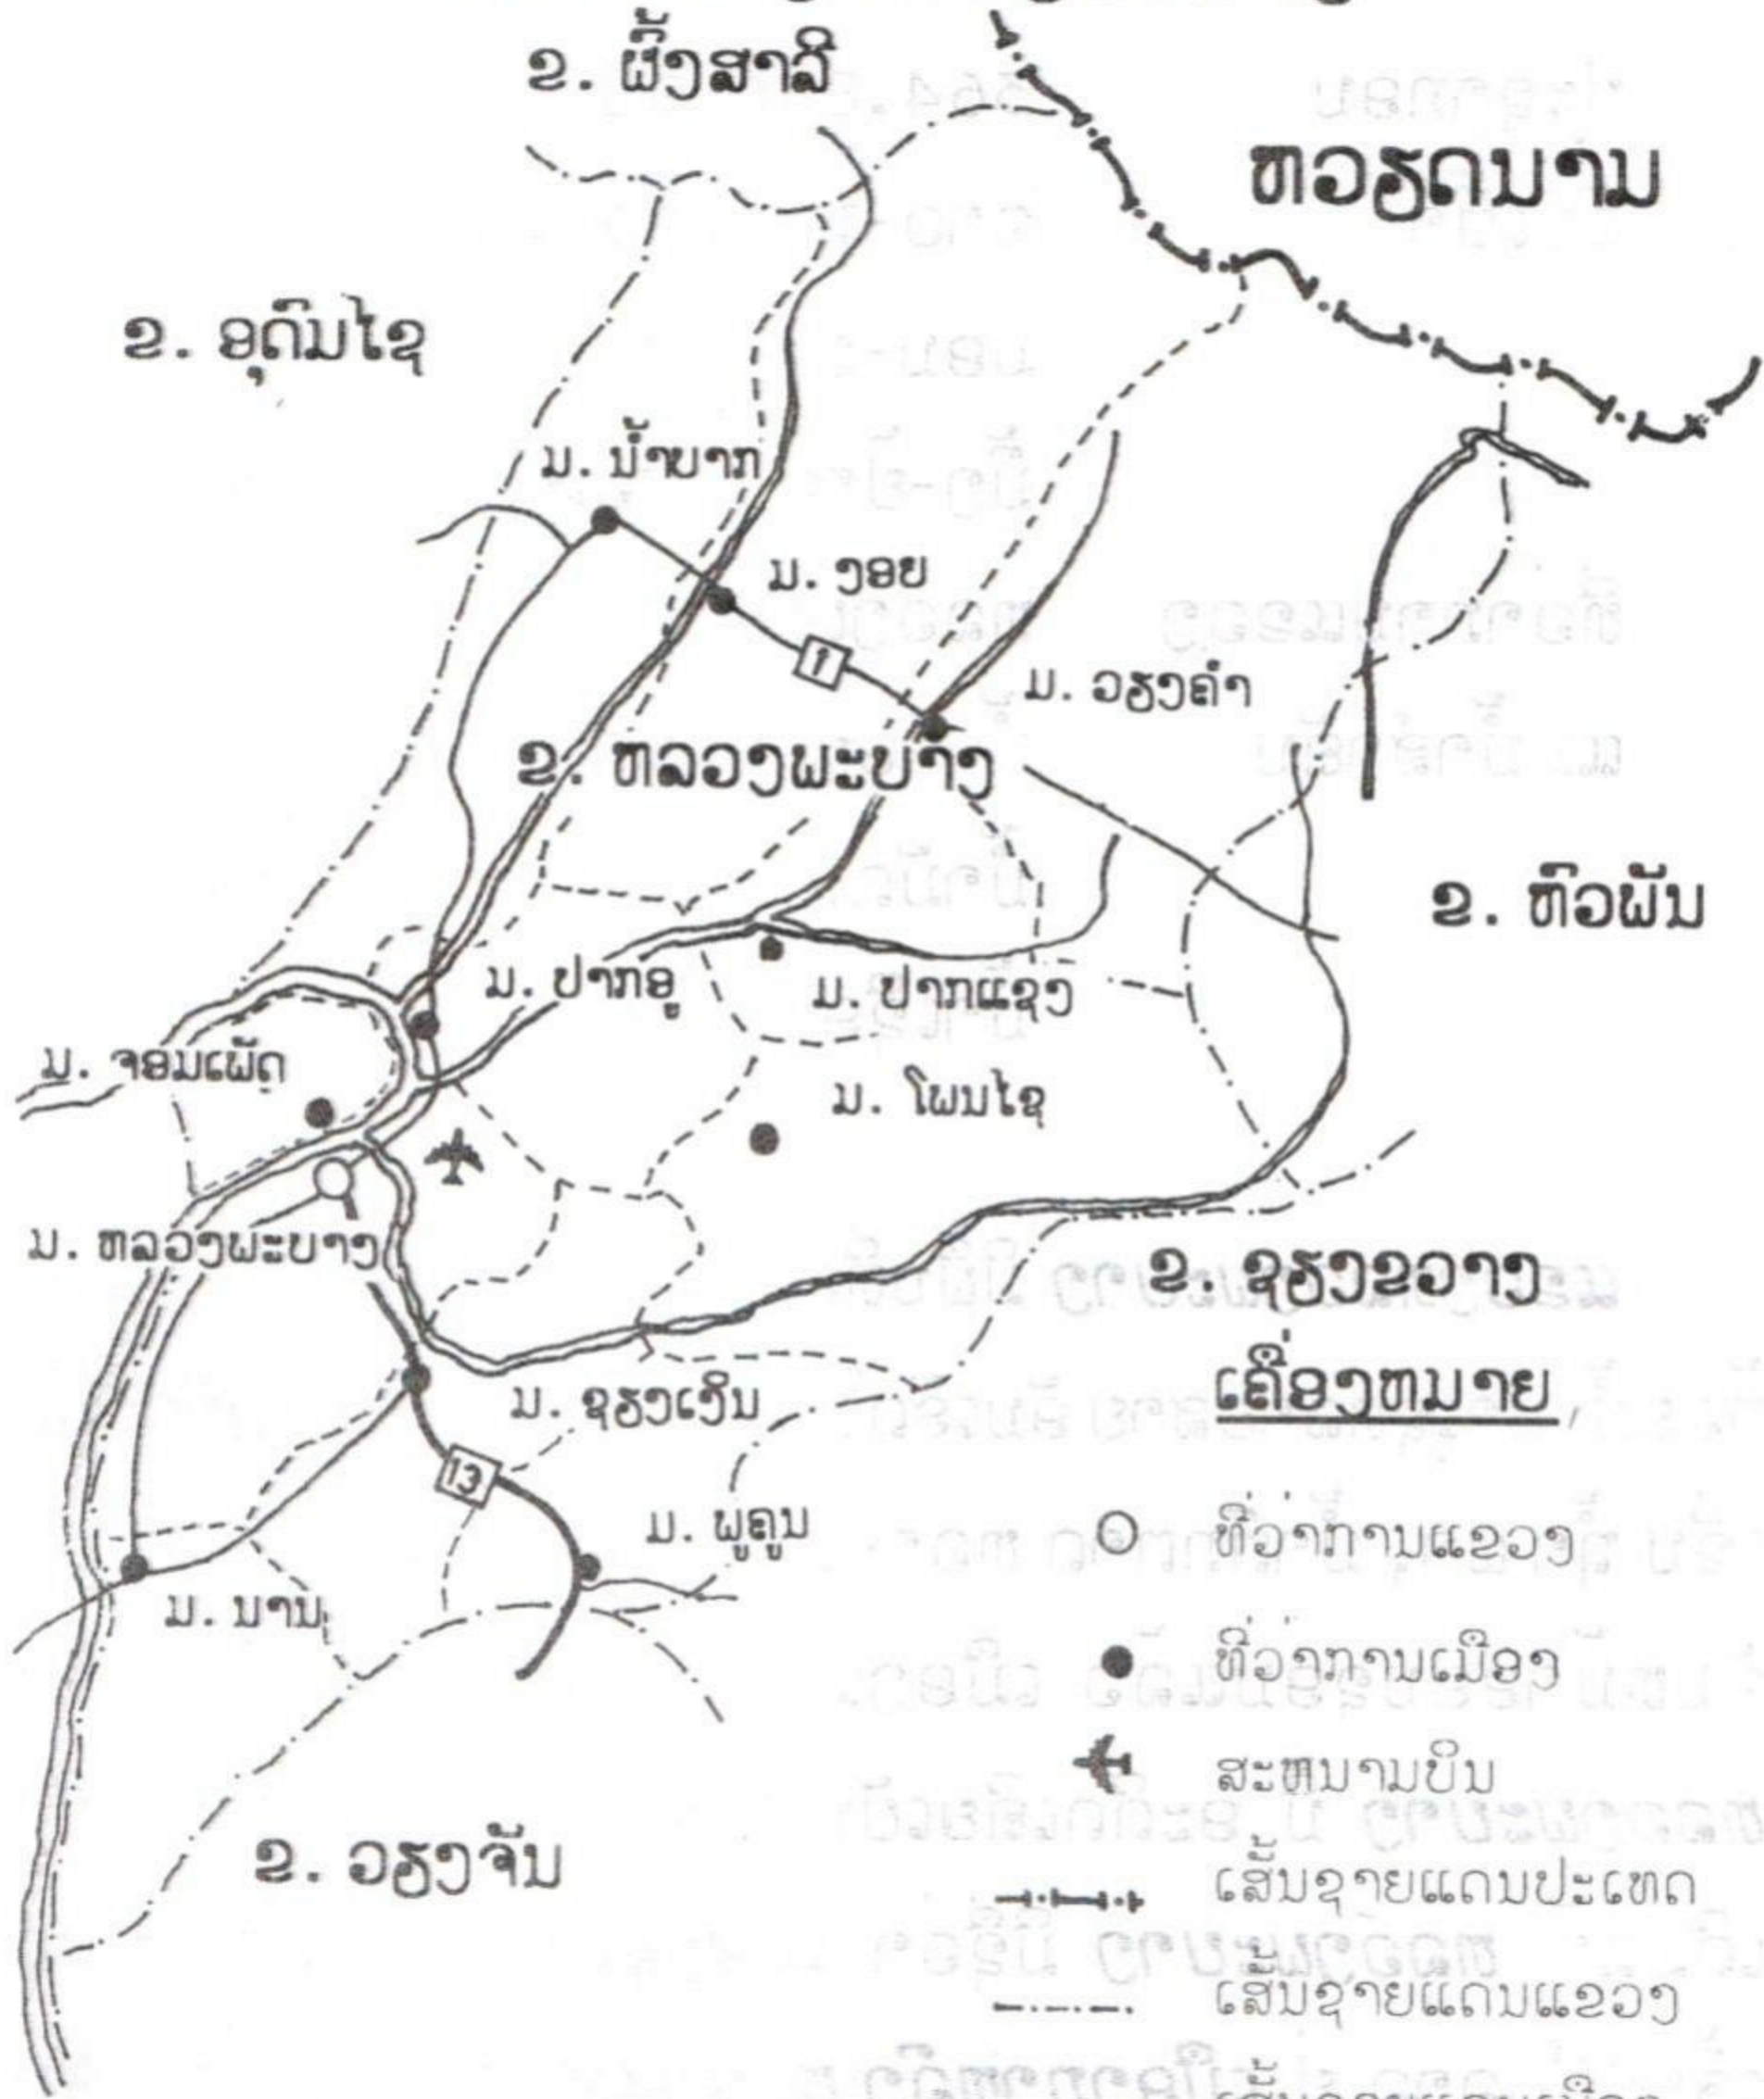 ຂ. ຜົ້ງສາລີ
ຫວຽດນາມ
ຂ. ອຸດົມໄຊ
ມ. ນ້ຳບາກ
ມ. ງອຍ
1
ມ. ວຽງຄຳ
ຂ. ຫລວງພະບາງ
ຂ. ຫົວພັນ
ມ. ປາກອູ
ມ. ປາກແຊງ
ມ. ຈອມເພັດ
ມ. ໂພນໄຊ
ມ. ຫລວງພະບາງ
ຂ. ຊຽງຂວາງ
ເຄື່ອງຫມາຍ
ມ. ຊຽງເງິນ
13
ມ. ພູຄູນ
ທີ່ວ່າການແຂວງ
ມ. ນານ
ທີ່ວ່າການເມືອງ
ສະຫນາມບິນ
ຂ. ວຽງຈັນ
ເສັ້ນຊາຍແດນປະເທດ
ເສັ້ນຊາຍແດນແຂວງ